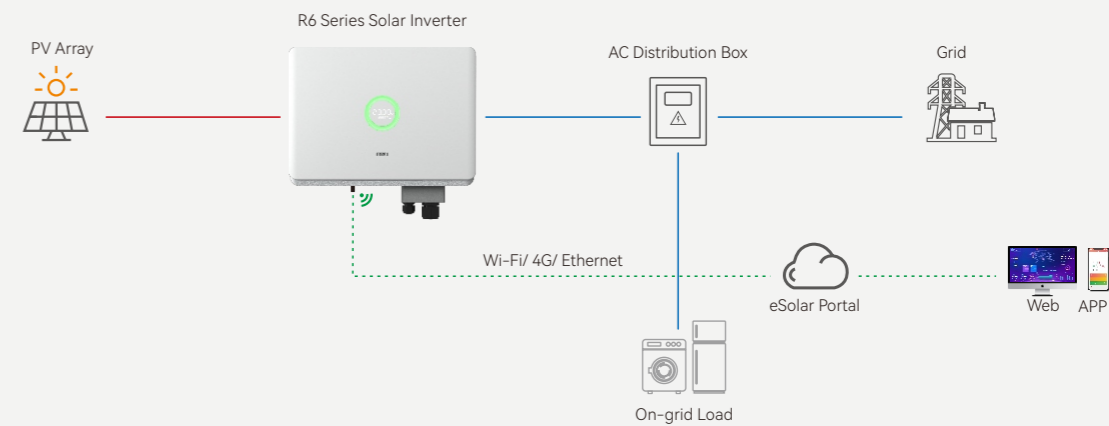 R6 Series Solar Inverter
PV Array
AC Distribution Box
Grid
Wi-Fi/ 4G/ Ethernet
eSolar Portal
Web
APP
On-grid Load